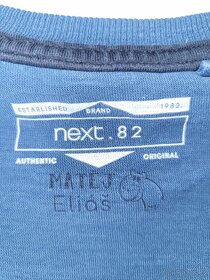 ESTABLISHED BRAND 1982.
next.82
AUTHENTIC ORIGINAL
MATEJ
Eliáš